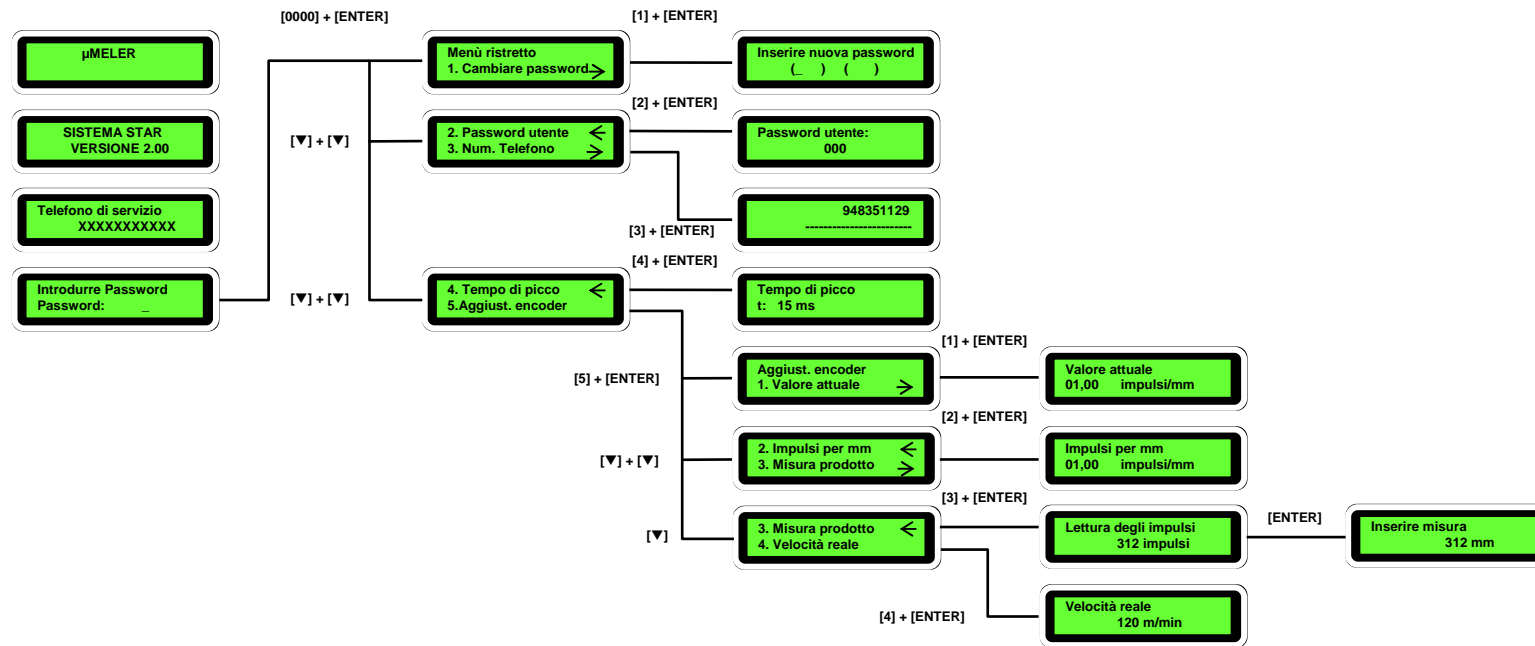 [0000] + [ENTER]
[1] + [ENTER]
µMELER
Menù ristretto
1. Cambiare password
Inserire nuova password
(_ ) ( )
[2] + [ENTER]
SISTEMA STAR
VERSIONE 2.00
[▼] + [▼]
2. Password utente
3. Num. Telefono
Password utente:
000
Telefono di servizio
XXXXXXXXXXX
948351129
------------------------
[3] + [ENTER]
[4] + [ENTER]
Introdurre Password
Password: _
[▼] + [▼]
4. Tempo di picco
5.Aggiust. encoder
Tempo di picco
t: 15 ms
[1] + [ENTER]
[5] + [ENTER]
Aggiust. encoder
1. Valore attuale
Valore attuale
01,00 impulsi/mm
[2] + [ENTER]
[▼] + [▼]
2. Impulsi per mm
3. Misura prodotto
Impulsi per mm
01,00 impulsi/mm
[3] + [ENTER]
[▼]
3. Misura prodotto
4. Velocità reale
Lettura degli impulsi
312 impulsi
[ENTER]
Inserire misura
312 mm
[4] + [ENTER]
Velocità reale
120 m/min